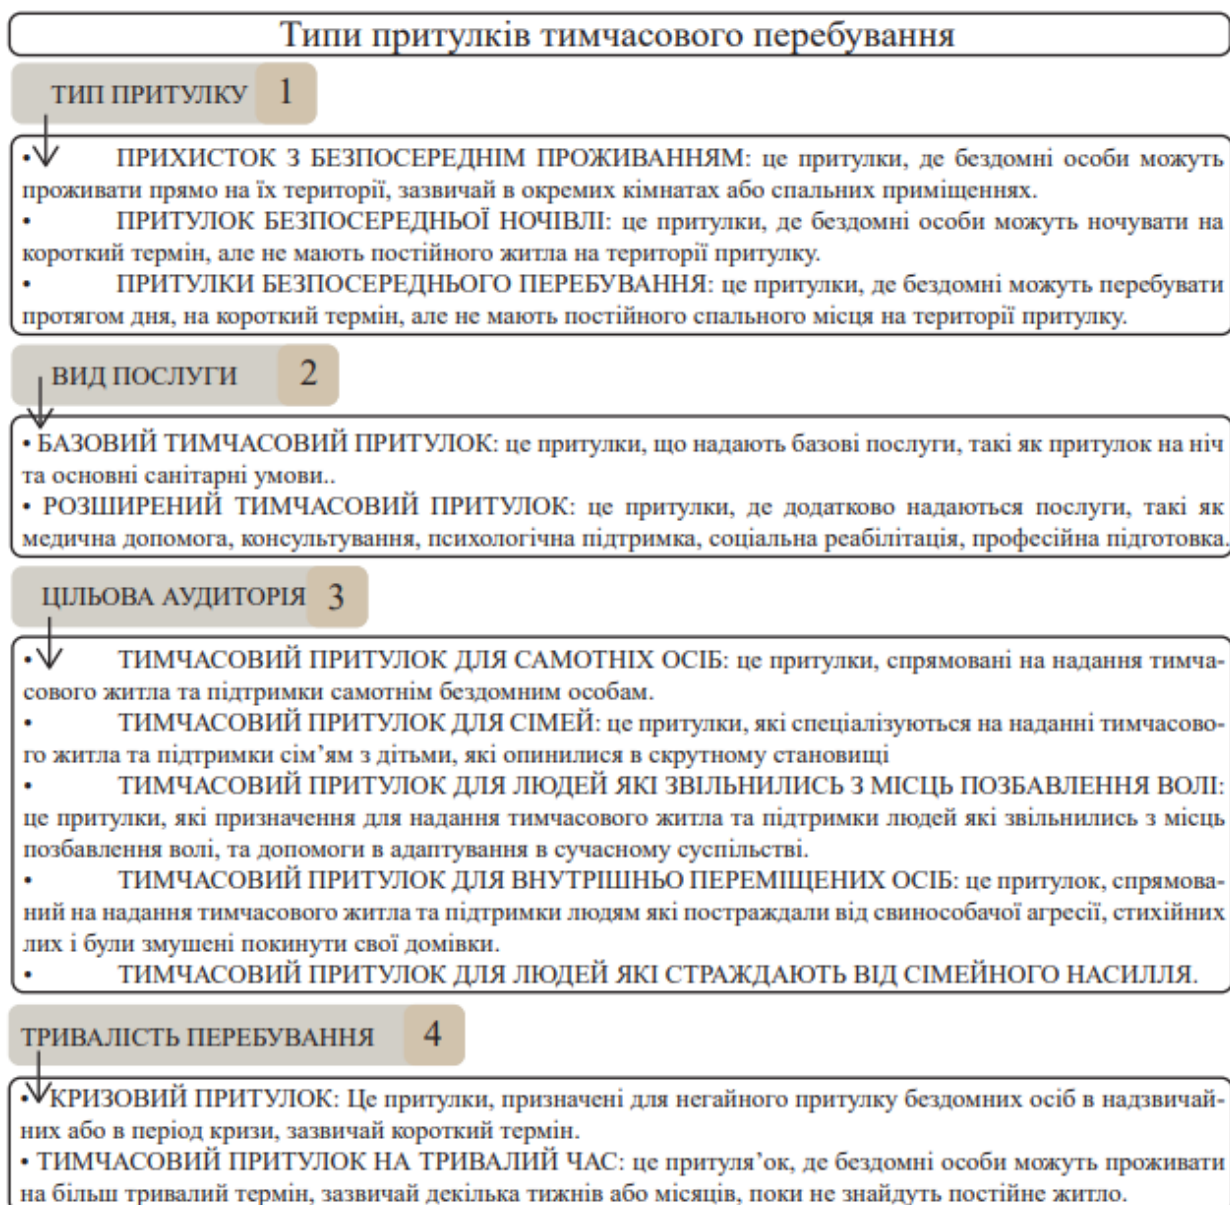 Типи притулків тимчасового перебування
ТИП ПРИТУЛКУ 1
• ПРИХИСТОК З БЕЗПОСЕРЕДНІМ ПРОЖИВАННЯМ: це притулки, де бездомні особи можуть
проживати прямо на їх території, зазвичай в окремих кімнатах або спальних приміщеннях.
• ПРИТУЛОК БЕЗПОСЕРЕДНЬОЇ НОЧІВЛІ: це притулки, де бездомні особи можуть ночувати на
короткий термін, але не мають постійного житла на території притулку.
• ПРИТУЛКИ БЕЗПОСЕРЕДНЬОГО ПЕРЕБУВАННЯ: це притулки, де бездомні можуть перебувати
протягом дня, на короткий термін, але не мають постійного спального місця на території притулку.
ВИД ПОСЛУГИ 2
• БАЗОВИЙ ТИМЧАСОВИЙ ПРИТУЛОК: це притулки, що надають базові послуги, такі як притулок на ніч
та основні санітарні умови..
• РОЗШИРЕНИЙ ТИМЧАСОВИЙ ПРИТУЛОК: це притулки, де додатково надаються послуги, такі як
медична допомога, консультування, психологічна підтримка, соціальна реабілітація, професійна підготовка.
ЦІЛЬОВА АУДИТОРІЯ 3
• ТИМЧАСОВИЙ ПРИТУЛОК ДЛЯ САМОТНІХ ОСІБ: це притулки, спрямовані на надання тимча-
сового житла та підтримки самотнім бездомним особам.
• ТИМЧАСОВИЙ ПРИТУЛОК ДЛЯ СІМЕЙ: це притулки, які спеціалізуються на наданні тимчасово-
го житла та підтримки сім’ям з дітьми, які опинилися в скрутному становищі
• ТИМЧАСОВИЙ ПРИТУЛОК ДЛЯ ЛЮДЕЙ ЯКІ ЗВІЛЬНИЛИСЬ З МІСЦЬ ПОЗБАВЛЕННЯ ВОЛІ:
це притулки, які призначення для надання тимчасового житла та підтримки людей які звільнились з місць
позбавлення волі, та допомоги в адаптування в сучасному суспільстві.
• ТИМЧАСОВИЙ ПРИТУЛОК ДЛЯ ВНУТРІШНЬО ПЕРЕМІЩЕНИХ ОСІБ: це притулок, спрямова-
ний на надання тимчасового житла та підтримки людям які постраждали від свинособачої агресії, стихійних
лих і були змушені покинути свої домівки.
• ТИМЧАСОВИЙ ПРИТУЛОК ДЛЯ ЛЮДЕЙ ЯКІ СТРАЖДАЮТЬ ВІД СІМЕЙНОГО НАСИЛЛЯ.
ТРИВАЛІСТЬ ПЕРЕБУВАННЯ 4
• КРИЗОВИЙ ПРИТУЛОК: Це притулки, призначені для негайного притулку бездомних осіб в надзвичай-
них або в період кризи, зазвичай короткий термін.
• ТИМЧАСОВИЙ ПРИТУЛОК НА ТРИВАЛИЙ ЧАС: це притуля’ок, де бездомні особи можуть проживати
на більш тривалий термін, зазвичай декілька тижнів або місяців, поки не знайдуть постійне житло.